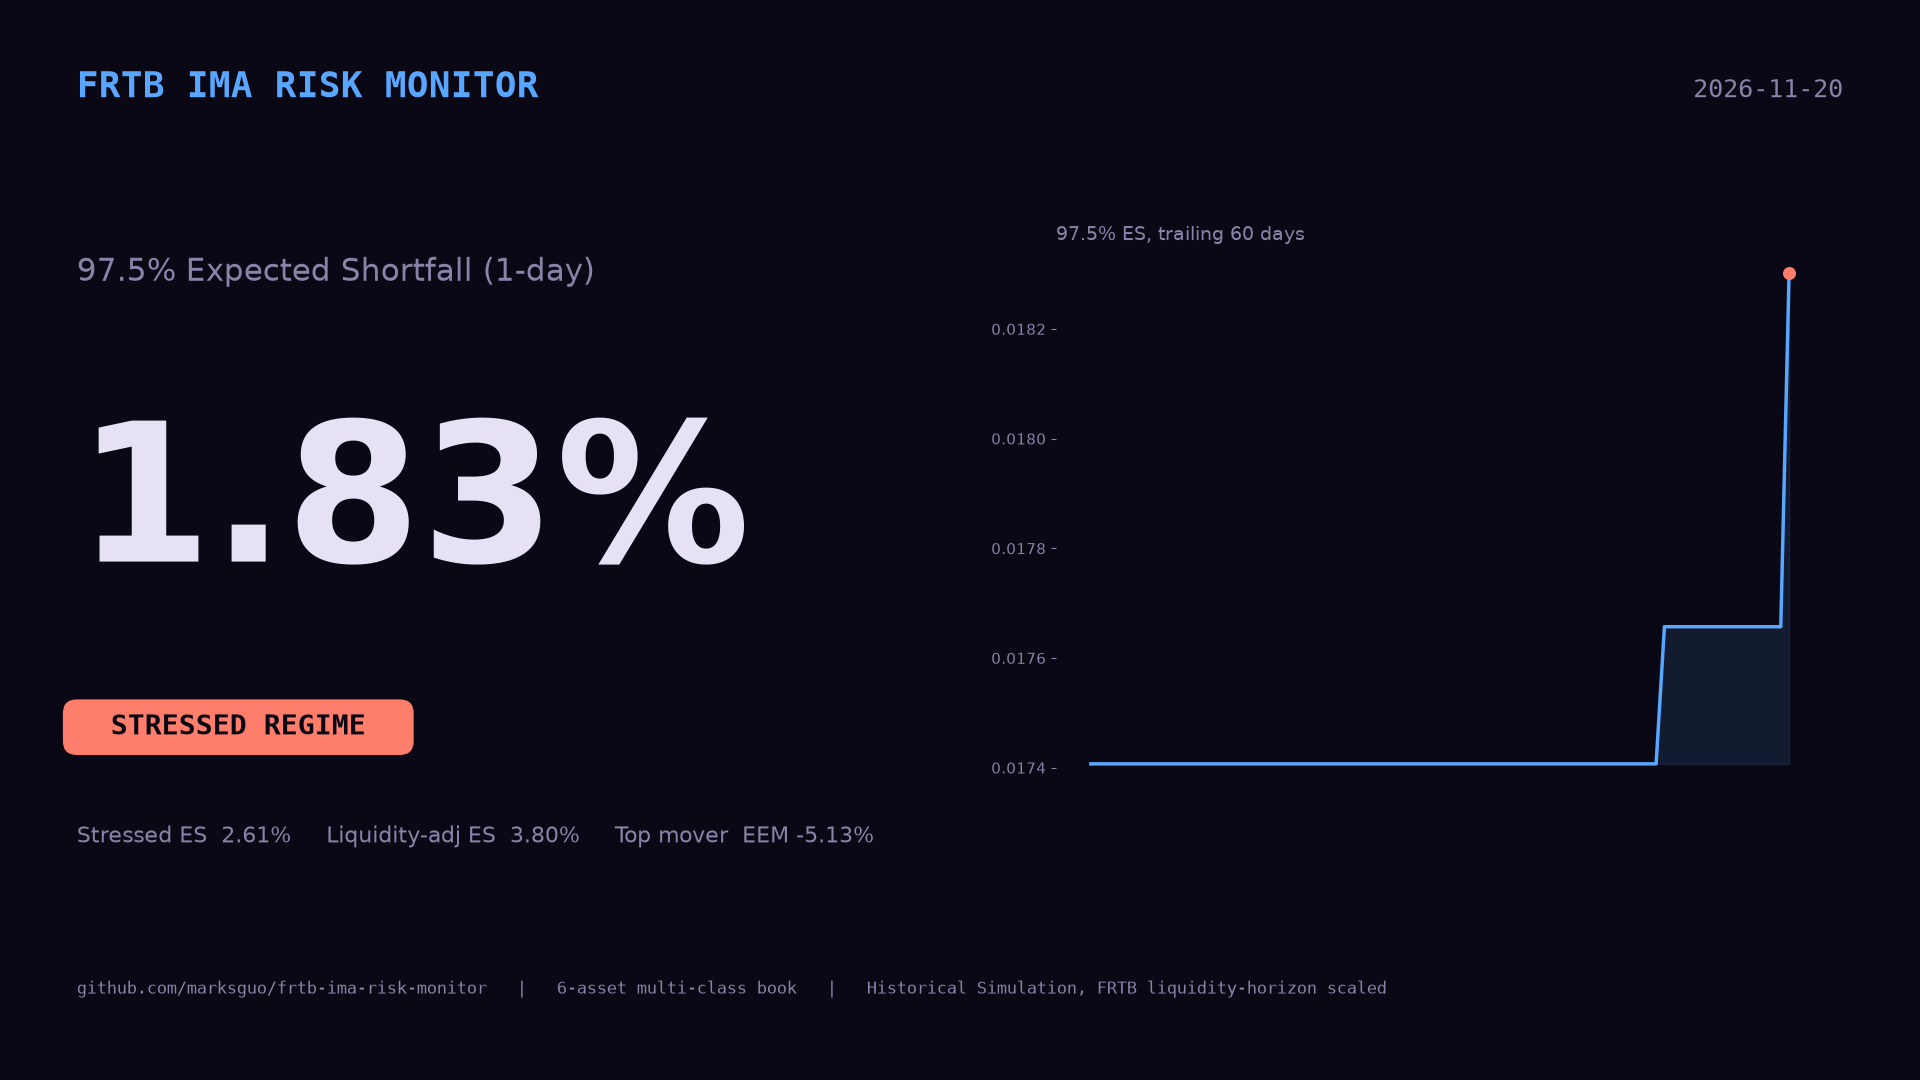 FRTB IMA RISK MONITOR
2026-11-20
97.5% Expected Shortfall (1-day)
1.83%
STRESSED REGIME
Stressed ES 2.61% Liquidity-adj ES 3.80% Top mover EEM -5.13%
97.5% ES, trailing 60 days
0.0182
0.0180
0.0178
0.0176
0.0174
github.com/marksguo/frtb-ima-risk-monitor | 6-asset multi-class book | Historical Simulation, FRTB liquidity-horizon scaled